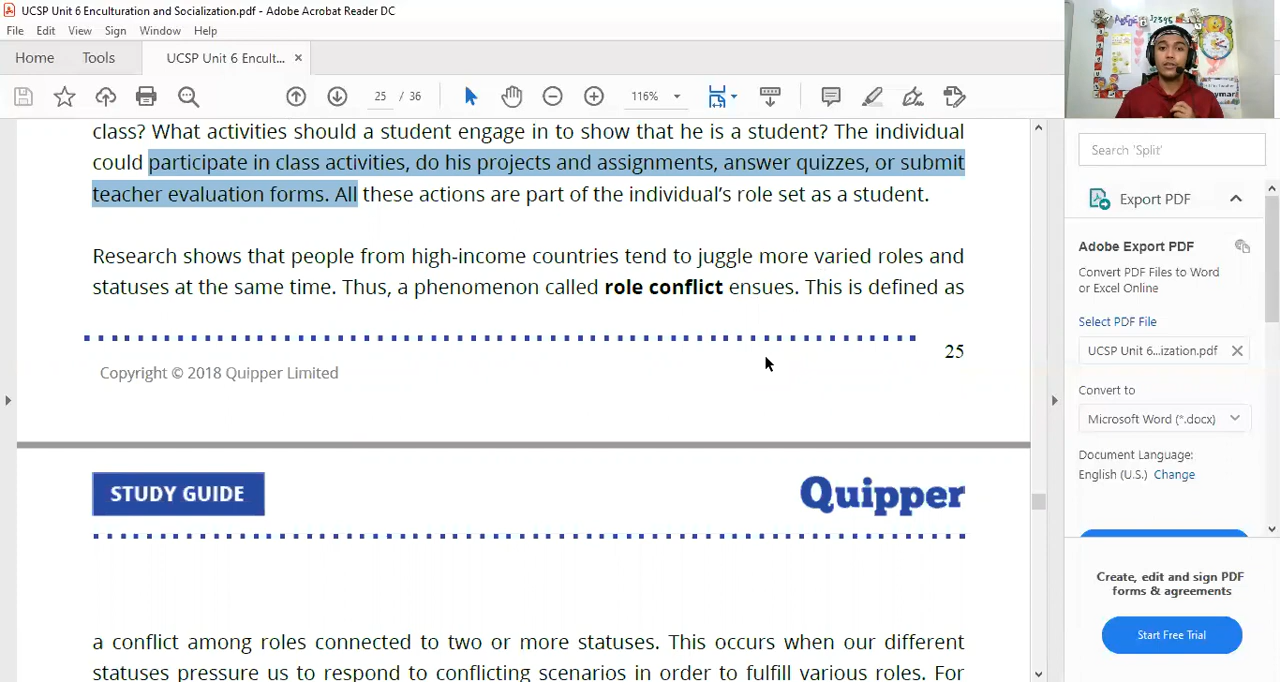 UCSP Unit 6 Enculturation and Socialization.pdf - Adobe Acrobat Reader DC
File Edit View Sign Window Help
Home Tools UCSP Unit 6 Encult... ×
25 / 36 116%
class? What activities should a student engage in to show that he is a student? The individual
could participate in class activities, do his projects and assignments, answer quizzes, or submit
teacher evaluation forms. All these actions are part of the individual's role set as a student.
Research shows that people from high-income countries tend to juggle more varied roles and
statuses at the same time. Thus, a phenomenon called role conflict ensues. This is defined as
25
Copyright © 2018 Quipper Limited
STUDY GUIDE
Quipper
a conflict among roles connected to two or more statuses. This occurs when our different
statuses pressure us to respond to conflicting scenarios in order to fulfill various roles. For
Search 'Split'
Export PDF
Adobe Export PDF
Convert PDF Files to Word
or Excel Online
Select PDF File
UCSP Unit 6...ization.pdf
Convert to
Microsoft Word (*.docx)
Document Language:
English (U.S.) Change
Create, edit and sign PDF
forms & agreements
Start Free Trial